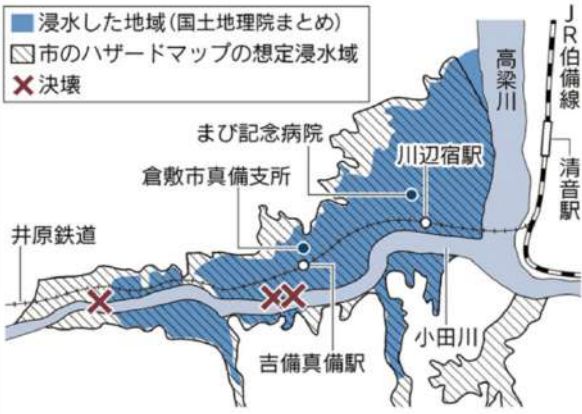 浸水した地域(国土地理院まとめ)
市のハザードマップの想定浸水域
決壊
JR伯備線
高梁川
まび記念病院
川辺宿駅
清音駅
倉敷市真備支所
井原鉄道
小田川
吉備真備駅